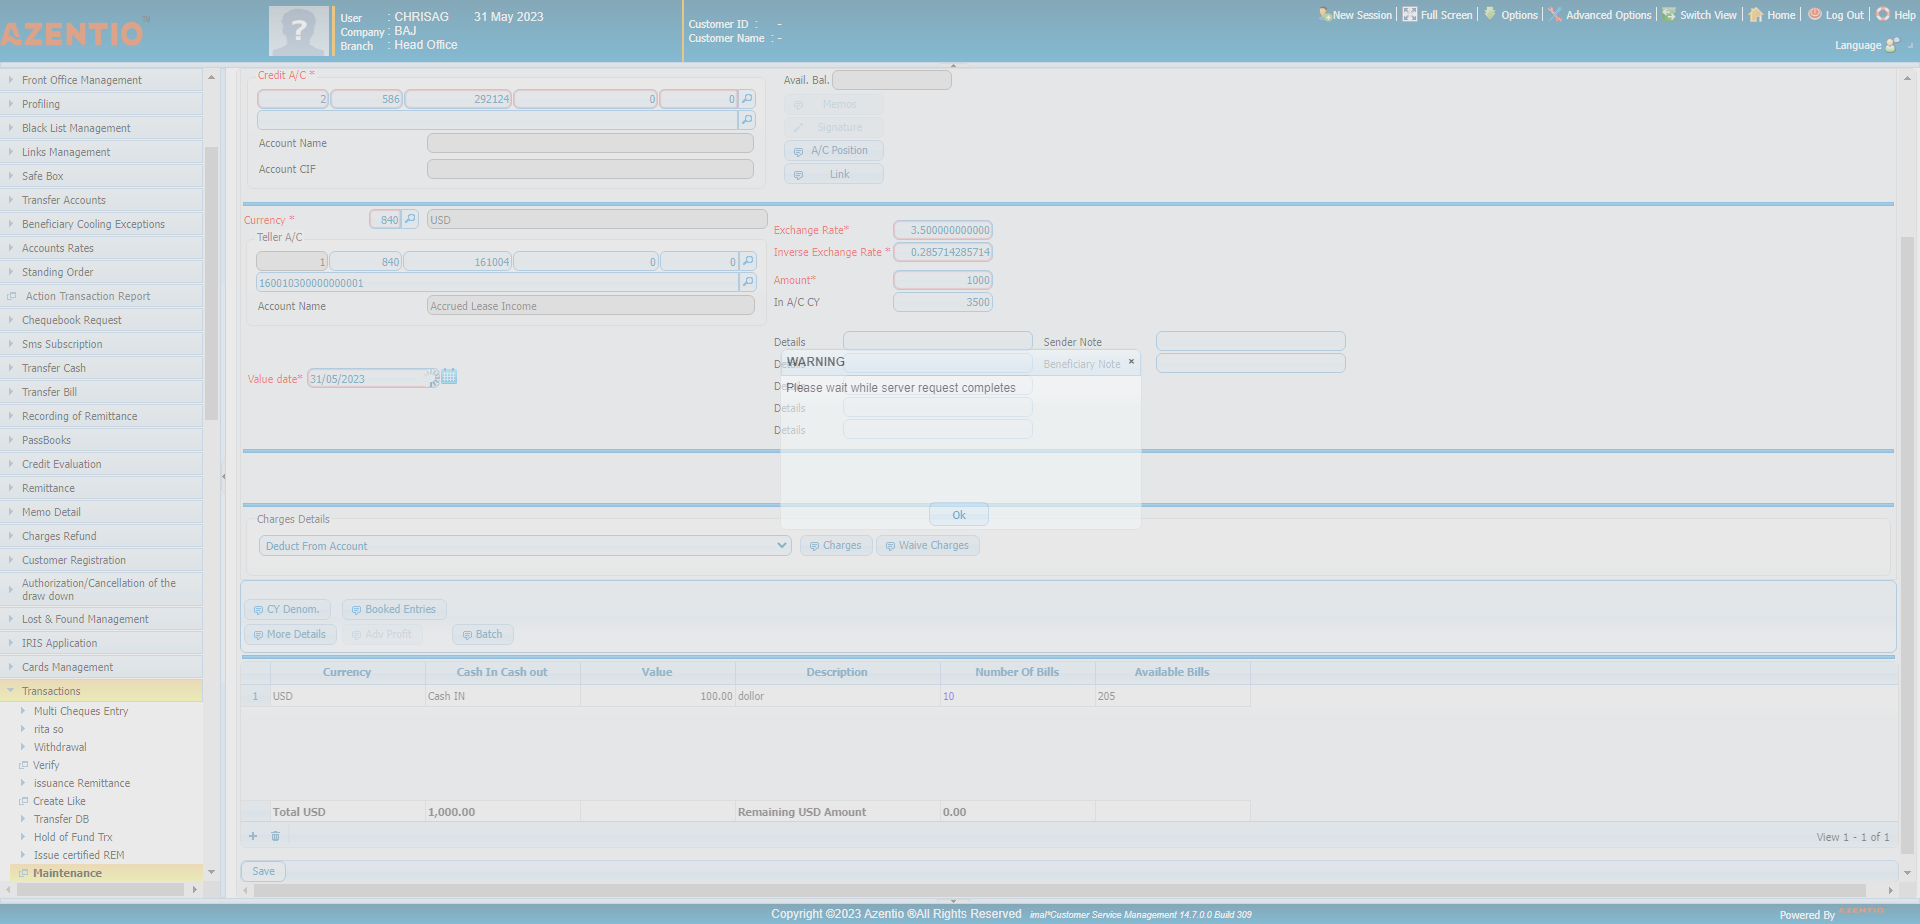 AZENTIO
User : CHRISAG 31 May 2023
Company : BAJ
Branch : Head Office
Customer ID : -
Customer Name : -
New Session Full Screen Options Advanced Options Switch View Home Log Out Help
Language
Front Office Management
Profiling
Black List Management
Links Management
Safe Box
Transfer Accounts
Beneficiary Cooling Exceptions
Accounts Rates
Standing Order
Action Transaction Report
Chequebook Request
Sms Subscription
Transfer Cash
Transfer Bill
Recording of Remittance
PassBooks
Credit Evaluation
Remittance
Memo Detail
Charges Refund
Customer Registration
Authorization/Cancellation of the
draw down
Lost & Found Management
IRIS Application
Cards Management
Transactions
Multi Cheques Entry
rita so
Withdrawal
Verify
issuance Remittance
Create Like
Transfer DB
Hold of Fund Trx
Issue certified REM
Maintenance
Credit A/C *
2 586 292124 0 0
Account Name
Account CIF
Avail. Bal.
Memos
Signature
A/C Position
Link
Currency * 840 USD
Teller A/C
1 840 161004 0 0
160010300000000001
Account Name Accrued Lease Income
Exchange Rate* 3.500000000000
Inverse Exchange Rate * 0.285714285714
Amount* 1000
In A/C CY 3500
Value date* 31/05/2023
Details Sender Note
Details Beneficiary Note
Details
Details
Details
WARNING ×
Please wait while server request completes
Ok
Charges Details
Deduct From Account Charges Waive Charges
CY Denom. Booked Entries
More Details Adv Profit Batch
Currency Cash In Cash out Value Description Number Of Bills Available Bills
1 USD Cash IN 100.00 dollor 10 205
Total USD 1,000.00 Remaining USD Amount 0.00
View 1 - 1 of 1
Save
Copyright ©2023 Azentio ®All Rights Reserved imal*Customer Service Management 14.7.0.0 Build 309
Powered By AZENTIO